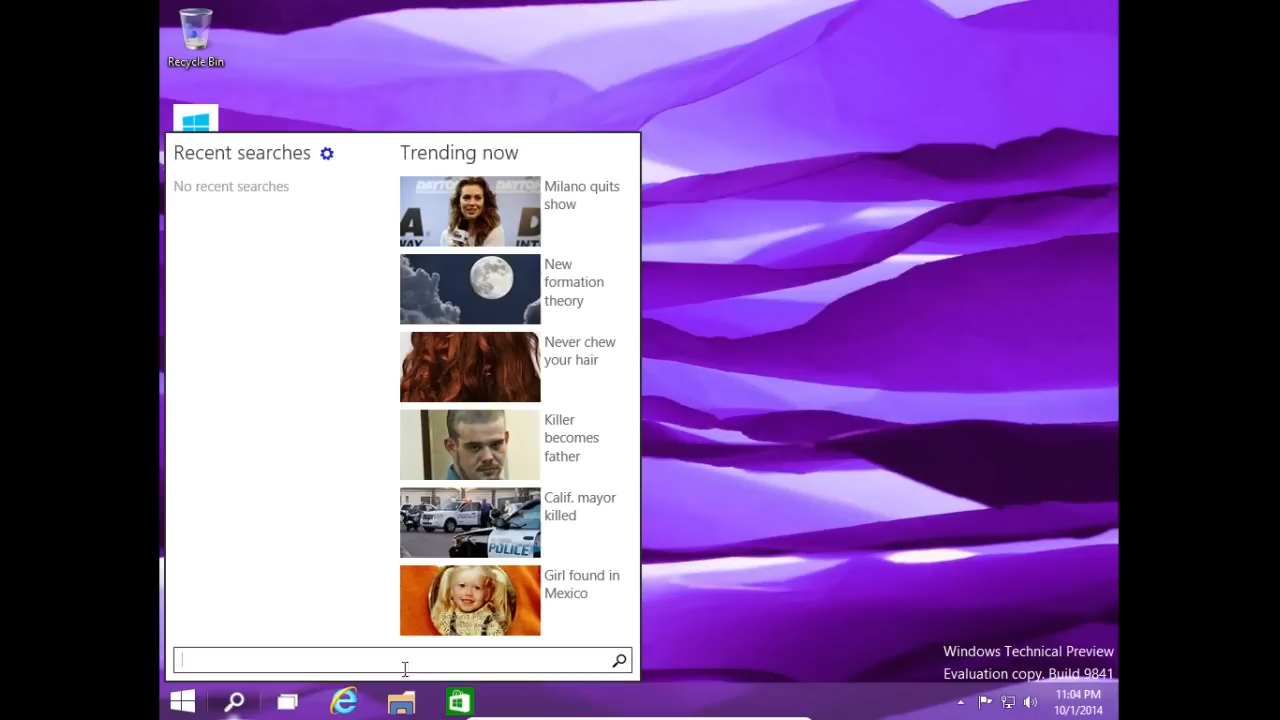 Recycle Bin
Recent searches
No recent searches
Trending now
Milano quits
show
New
formation
theory
Never chew
your hair
Killer
becomes
father
Calif. mayor
killed
POLICE
Girl found in
Mexico
Windows Technical Preview
Evaluation copy. Build 9841
11:04 PM
10/1/2014